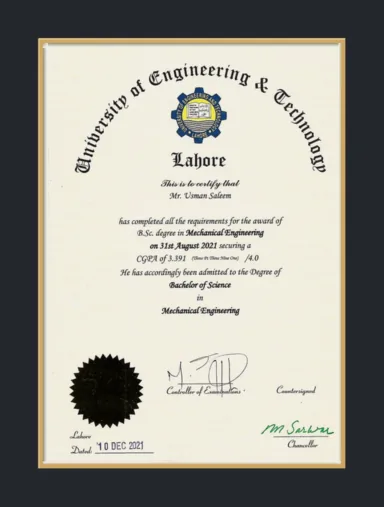 University of Engineering & Technology
Lahore
This is to certify that
Mr. Usman Saleem
has completed all the requirements for the award of
B.Sc. degree in Mechanical Engineering
on 31st August 2021 securing a
CGPA of 3.391 (Three Pt Three Nine One) /4.0
He has accordingly been admitted to the Degree of
Bachelor of Science
in
Mechanical Engineering
Controller of Examinations
Countersigned
M Sarwar
Chancellor
Lahore
Dated: 10 DEC 2021